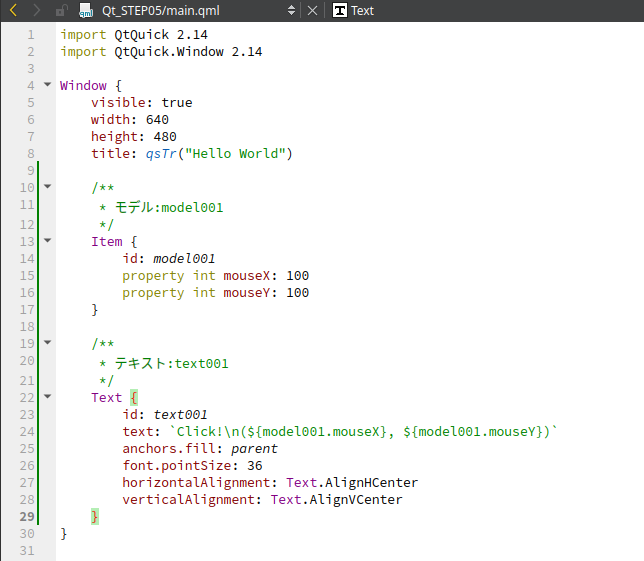 Qt_STEP05/main.qml Text
1 import QtQuick 2.14
2 import QtQuick.Window 2.14
3
4 Window {
5     visible: true
6     width: 640
7     height: 480
8     title: qsTr("Hello World")
9
10     /**
11      * モデル:model001
12      */
13     Item {
14         id: model001
15         property int mouseX: 100
16         property int mouseY: 100
17     }
18
19     /**
20      * テキスト:text001
21      */
22     Text {
23         id: text001
24         text: `Click!\n(${model001.mouseX}, ${model001.mouseY})`
25         anchors.fill: parent
26         font.pointSize: 36
27         horizontalAlignment: Text.AlignHCenter
28         verticalAlignment: Text.AlignVCenter
29     }
30 }
31